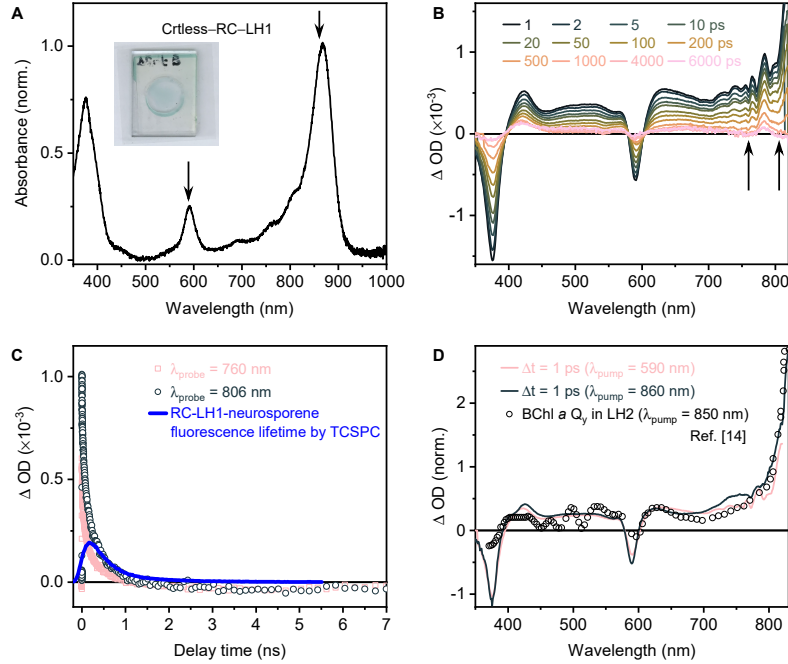 A
Crtless–RC–LH1
Absorbance (norm.)
1.0
0.5
0.0
400 500 600 700 800 900 1000
Wavelength (nm)
B
1 2 5 10 ps
20 50 100 200 ps
500 1000 4000 6000 ps
Δ OD (×10⁻³)
1
0
-1
400 500 600 700 800
Wavelength (nm)
C
λprobe = 760 nm
λprobe = 806 nm
RC-LH1-neurosporene
fluorescence lifetime by TCSPC
Δ OD (×10⁻³)
1.0
0.5
0.0
0 1 2 3 4 5 6 7
Delay time (ns)
D
Δt = 1 ps (λpump = 590 nm)
Δt = 1 ps (λpump = 860 nm)
BChl a Qy in LH2 (λpump = 850 nm)
Ref. [14]
Δ OD (norm.)
2
1
0
-1
400 500 600 700 800
Wavelength (nm)